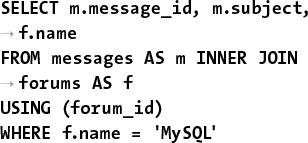 SELECT m.message_id, m.subject,
→ f.name
FROM messages AS m INNER JOIN
→ forums AS f
USING (forum_id)
WHERE f.name = 'MySQL'